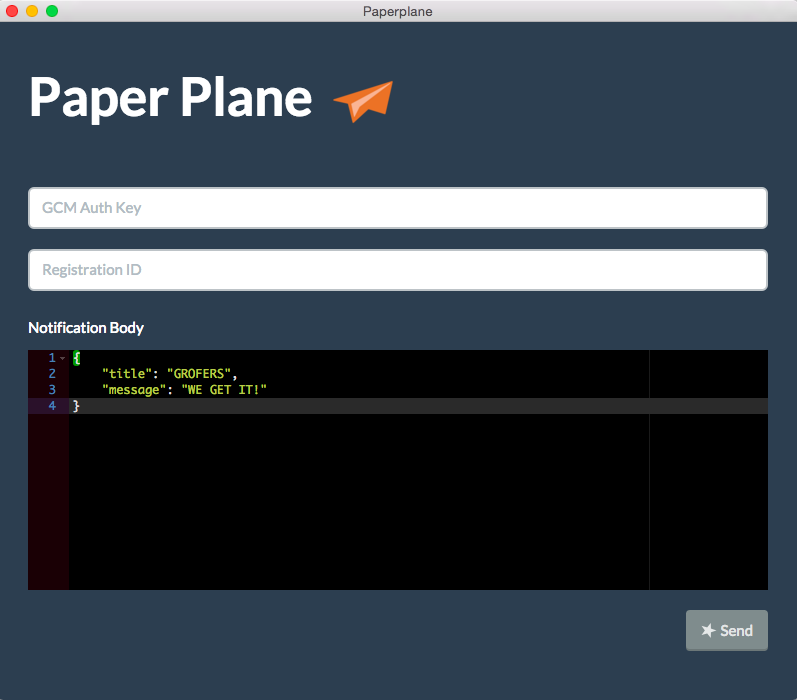 Paperplane
Paper Plane
GCM Auth Key
Registration ID
Notification Body
1 {
2     "title": "GROFERS",
3     "message": "WE GET IT!"
4 }
Send